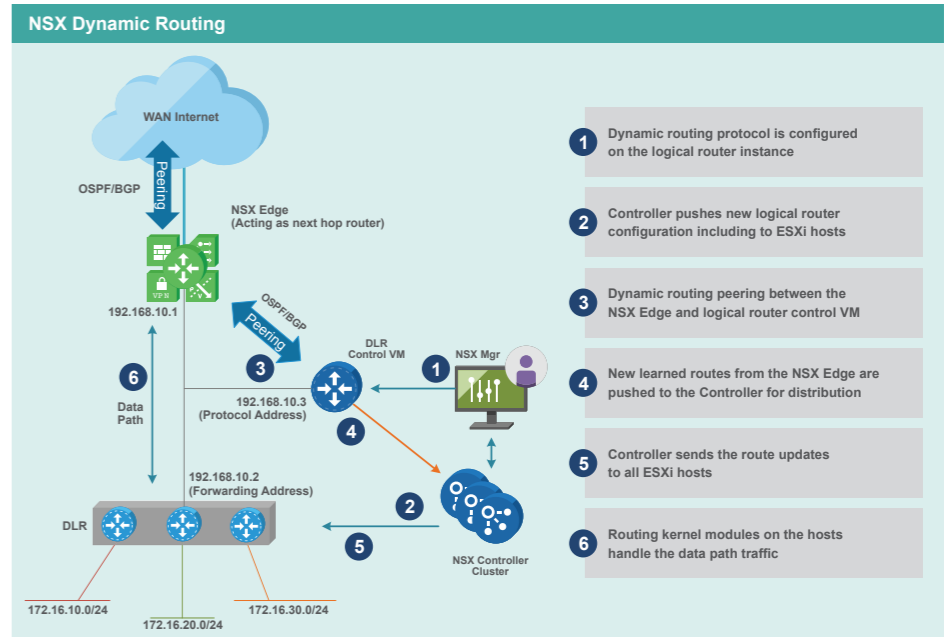 NSX Dynamic Routing
WAN Internet
Peering
OSPF/BGP
NSX Edge
(Acting as next hop router)
VPN
192.168.10.1
OSPF/BGP
Peering
3
DLR
Control VM
1
NSX Mgr
6
Data
Path
192.168.10.3
(Protocol Address)
4
192.168.10.2
(Forwarding Address)
DLR
2
5
NSX Controller
Cluster
172.16.10.0/24
172.16.20.0/24
172.16.30.0/24
1
Dynamic routing protocol is configured
on the logical router instance
2
Controller pushes new logical router
configuration including to ESXi hosts
3
Dynamic routing peering between the
NSX Edge and logical router control VM
4
New learned routes from the NSX Edge are
pushed to the Controller for distribution
5
Controller sends the route updates
to all ESXi hosts
6
Routing kernel modules on the hosts
handle the data path traffic